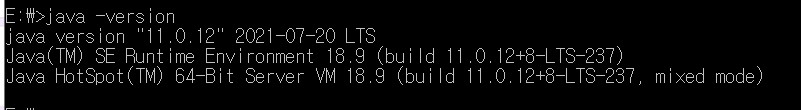 E:₩>java -version
java version "11.0.12" 2021-07-20 LTS
Java(TM) SE Runtime Environment 18.9 (build 11.0.12+8-LTS-237)
Java HotSpot(TM) 64-Bit Server VM 18.9 (build 11.0.12+8-LTS-237, mixed mode)